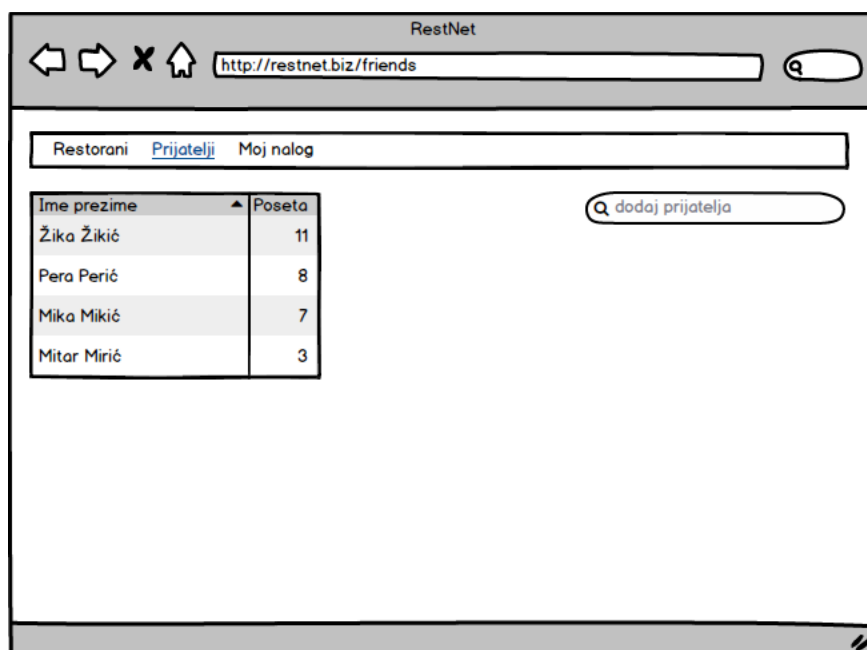 RestNet
http://restnet.biz/friends
Restorani Prijatelji Moj nalog
Ime prezime Poseta
dodaj prijatelja
Žika Žikić 11
Pera Perić 8
Mika Mikić 7
Mitar Mirić 3